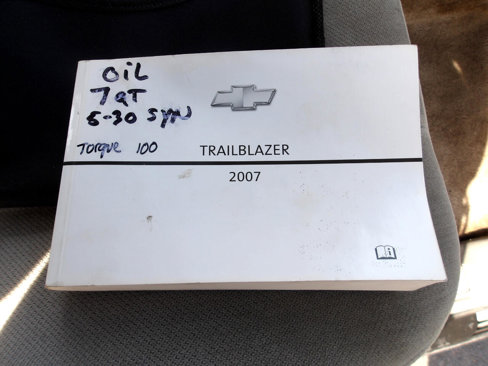 OiL
7 QT
5-30 SYN
Torque 100
TRAILBLAZER
2007